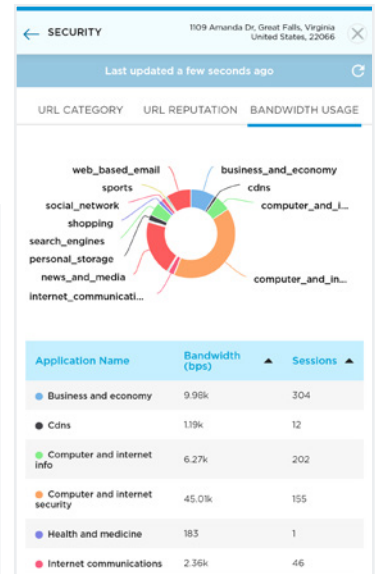 SECURITY
1109 Amanda Dr, Great Falls, Virginia
United States, 22066
Last updated a few seconds ago
URL CATEGORY URL REPUTATION BANDWIDTH USAGE
web_based_email
business_and_economy
sports
cdns
social_network
computer_and_i...
shopping
search_engines
personal_storage
news_and_media
computer_and_in...
internet_communicati...
Application Name Bandwidth (bps) Sessions
Business and economy 9.98k 304
Cdns 1.19k 12
Computer and internet
info 6.27k 202
Computer and internet
security 45.01k 155
Health and medicine 183 1
Internet communications 2.36k 46